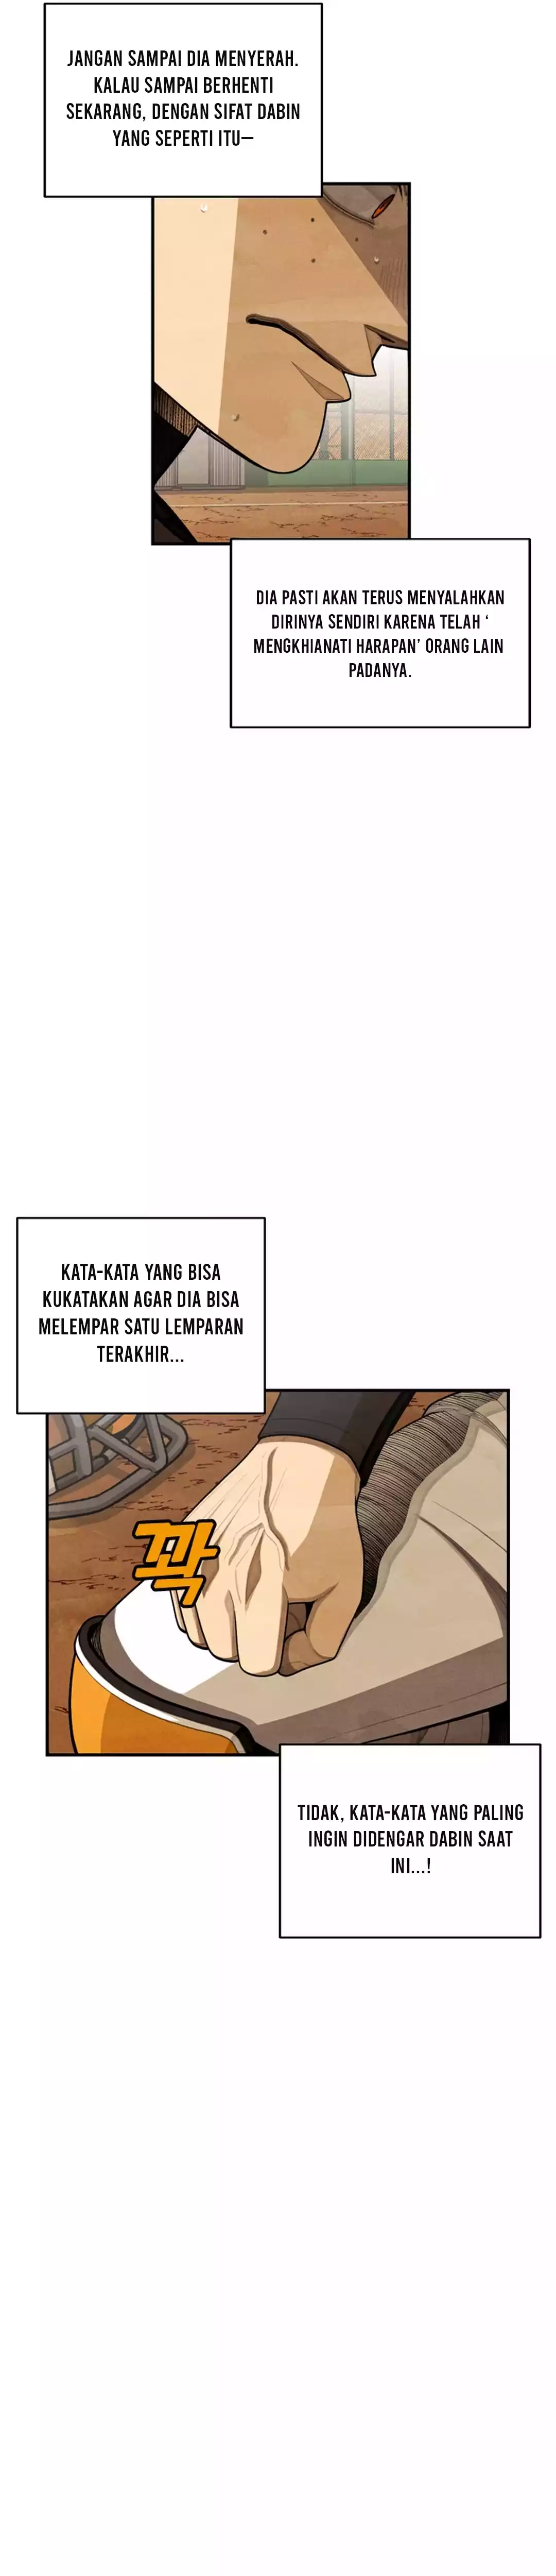 JANGAN SAMPAI DIA MENYERAH.
KALAU SAMPAI BERHENTI
SEKARANG, DENGAN SIFAT DABIN
YANG SEPERTI ITU—
DIA PASTI AKAN TERUS MENYALAHKAN
DIRINYA SENDIRI KARENA TELAH ‘
MENGKHIANATI HARAPAN’ ORANG LAIN
PADANYA.
KATA-KATA YANG BISA
KUKATAKAN AGAR DIA BISA
MELEMPAR SATU LEMPARAN
TERAKHIR...
꽉
TIDAK, KATA-KATA YANG PALING
INGIN DIDENGAR DABIN SAAT
INI...!